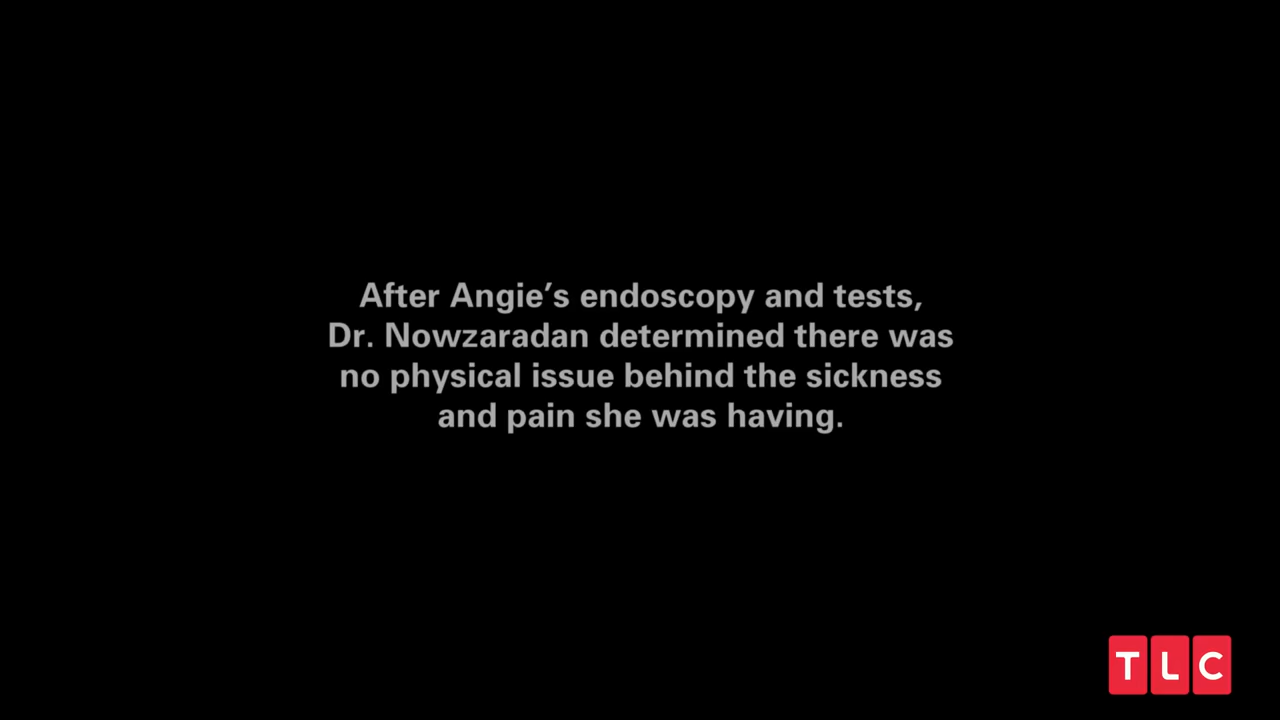 After Angie’s endoscopy and tests,
Dr. Nowzaradan determined there was
no physical issue behind the sickness
and pain she was having.
TLC